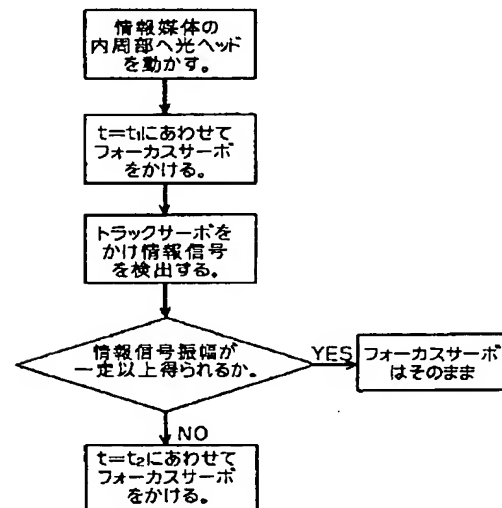 情報媒体の
内周部へ光ヘッド
を動かす。
t=t₁にあわせて
フォーカスサーボ
をかける。
トラックサーボを
かけ情報信号
を検出する。
情報信号振幅が
一定以上得られるか。
YES
フォーカスサーボ
はそのまま
NO
t=t₂にあわせて
フォーカスサーボ
をかける。